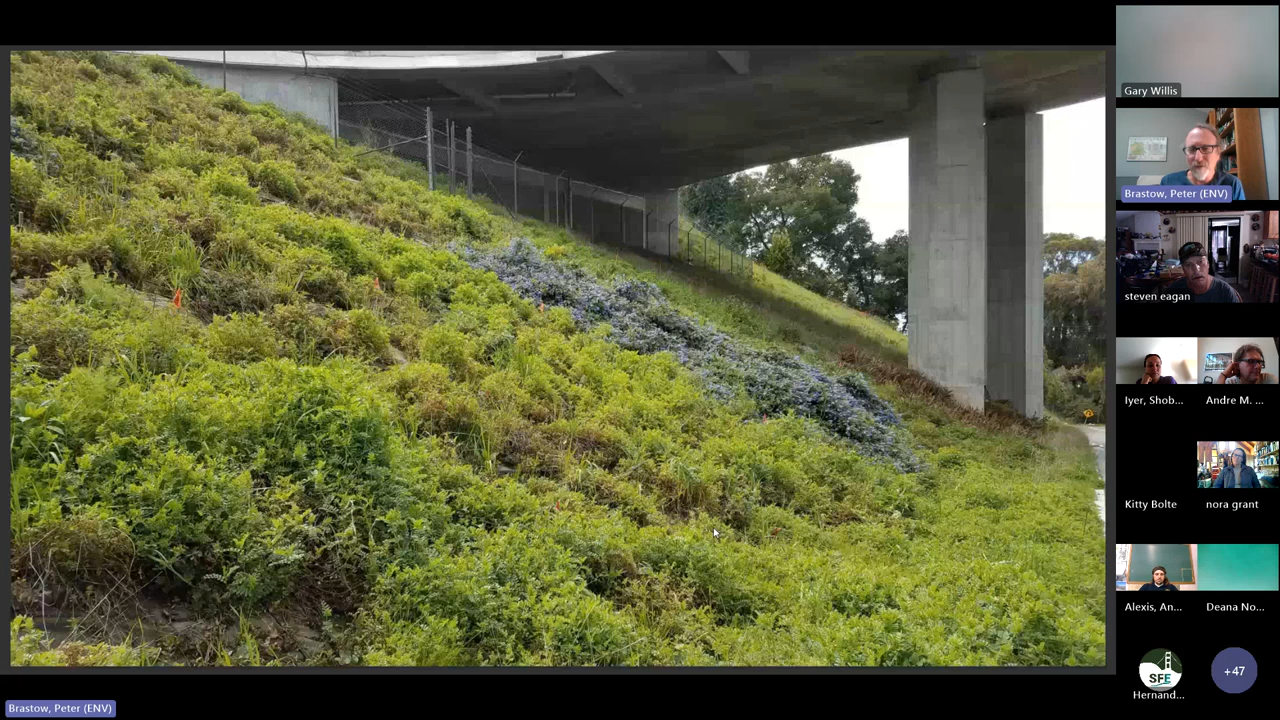 Gary Willis
Brastow, Peter (ENV)
steven eagan
Iyer, Shob...
Andre M. ...
Kitty Bolte
nora grant
Alexis, An...
Deana No...
SFE
Hernand...
+47
Brastow, Peter (ENV)